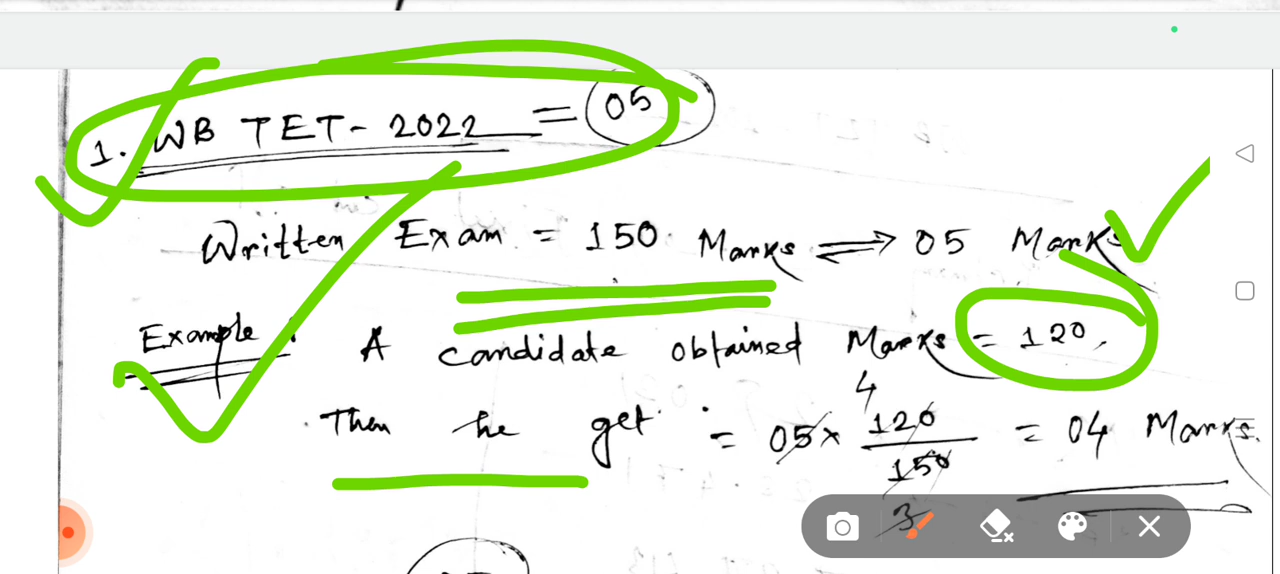 1. WB TET - 2022 = 05
Written Exam = 150 Marks ⇌ 05 Marks
Example : A candidate obtained Marks = 120,
Then he get = 05 × 120/150 = 04 Marks.
4
3